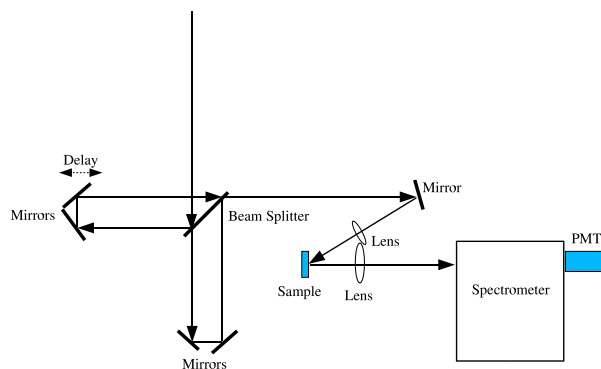 Delay
Mirrors
Beam Splitter
Mirror
Lens
Sample
Lens
Spectrometer
PMT
Mirrors